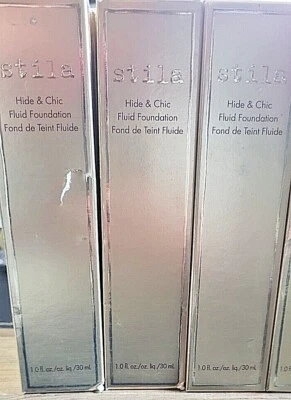 stila
Hide & Chic
Fluid Foundation
Fond de Teint Fluide
1.0 fl. oz./oz. liq./30 ml
stila
Hide & Chic
Fluid Foundation
Fond de Teint Fluide
1.0 fl. oz./oz. liq./30 ml
stila
Hide & Chic
Fluid Foundation
Fond de Teint Fluide
1.0 fl. oz./oz. liq./30 ml